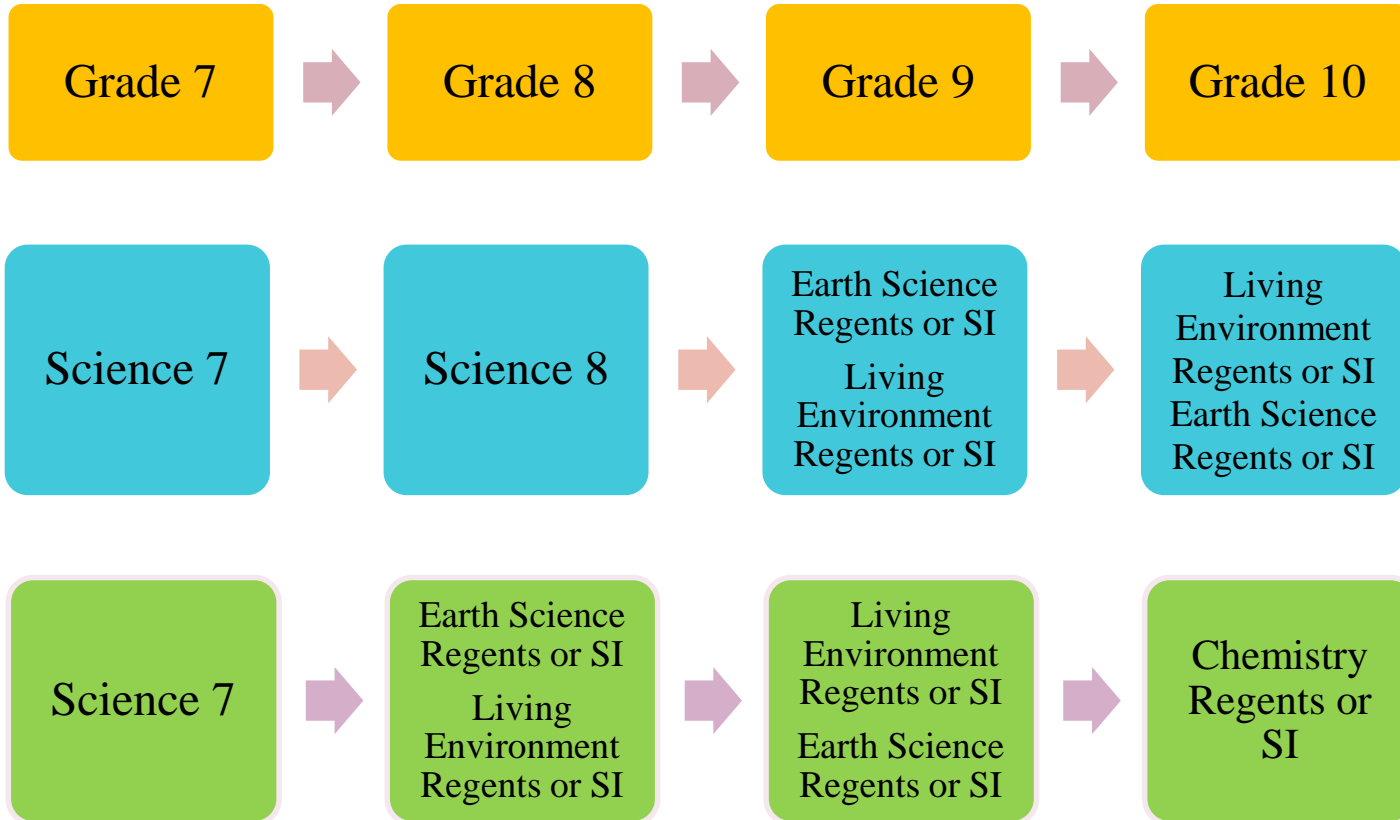 Grade 7
Grade 8
Grade 9
Grade 10
Science 7
Science 8
Earth Science
Regents or SI
Living
Environment
Regents or SI
Living
Environment
Regents or SI
Earth Science
Regents or SI
Science 7
Earth Science
Regents or SI
Living
Environment
Regents or SI
Living
Environment
Regents or SI
Earth Science
Regents or SI
Chemistry
Regents or
SI